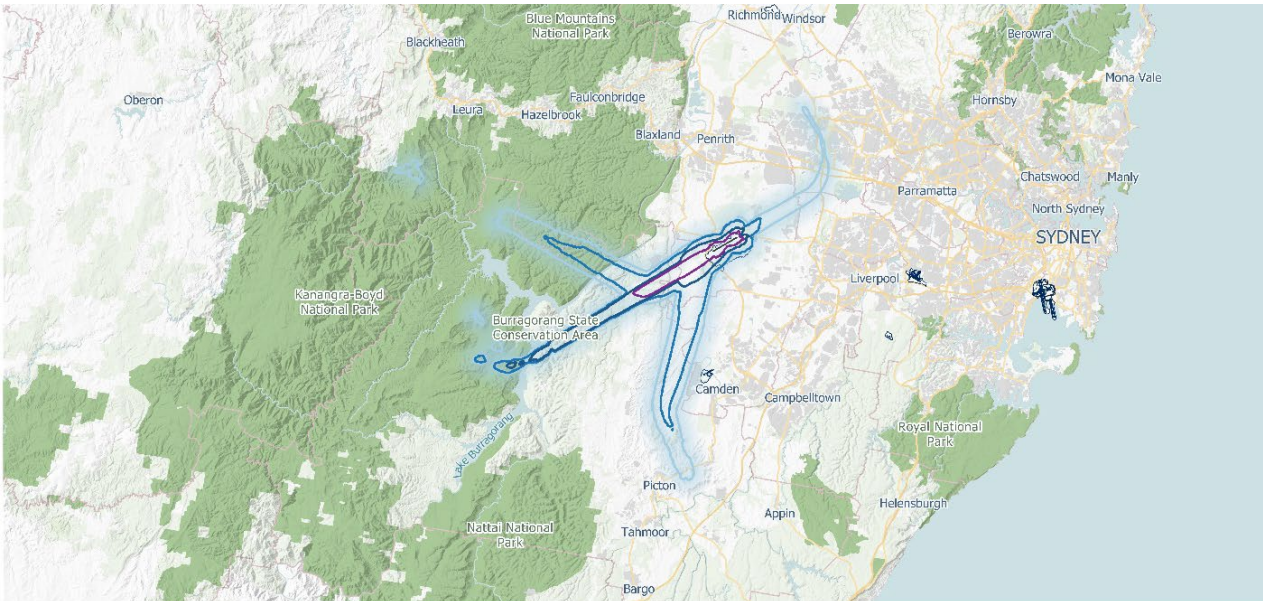 Blue Mountains
National Park
Richmond
Windsor
Berowra
Blackheath
Mona Vale
Oberon
Leura
Hazelbrook
Faulconbridge
Hornsby
Blaxland
Penrith
Chatswood
Manly
Parramatta
North Sydney
SYDNEY
Liverpool
Kanangra-Boyd
National Park
Burragorang State
Conservation Area
Camden
Campbelltown
Lake Burragorang
Royal National
Park
Picton
Helensburgh
Appin
Nattai National
Park
Tahmoor
Bargo